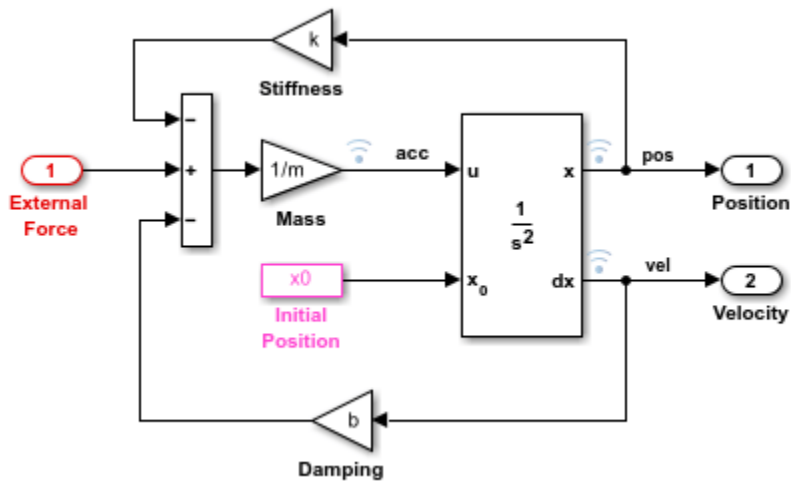 k
Stiffness
−
1
+
1/m
acc
u
x
pos
1
External
Force
−
Mass
1
s2
Position
x0
x0
dx
vel
2
Initial
Position
Velocity
b
Damping